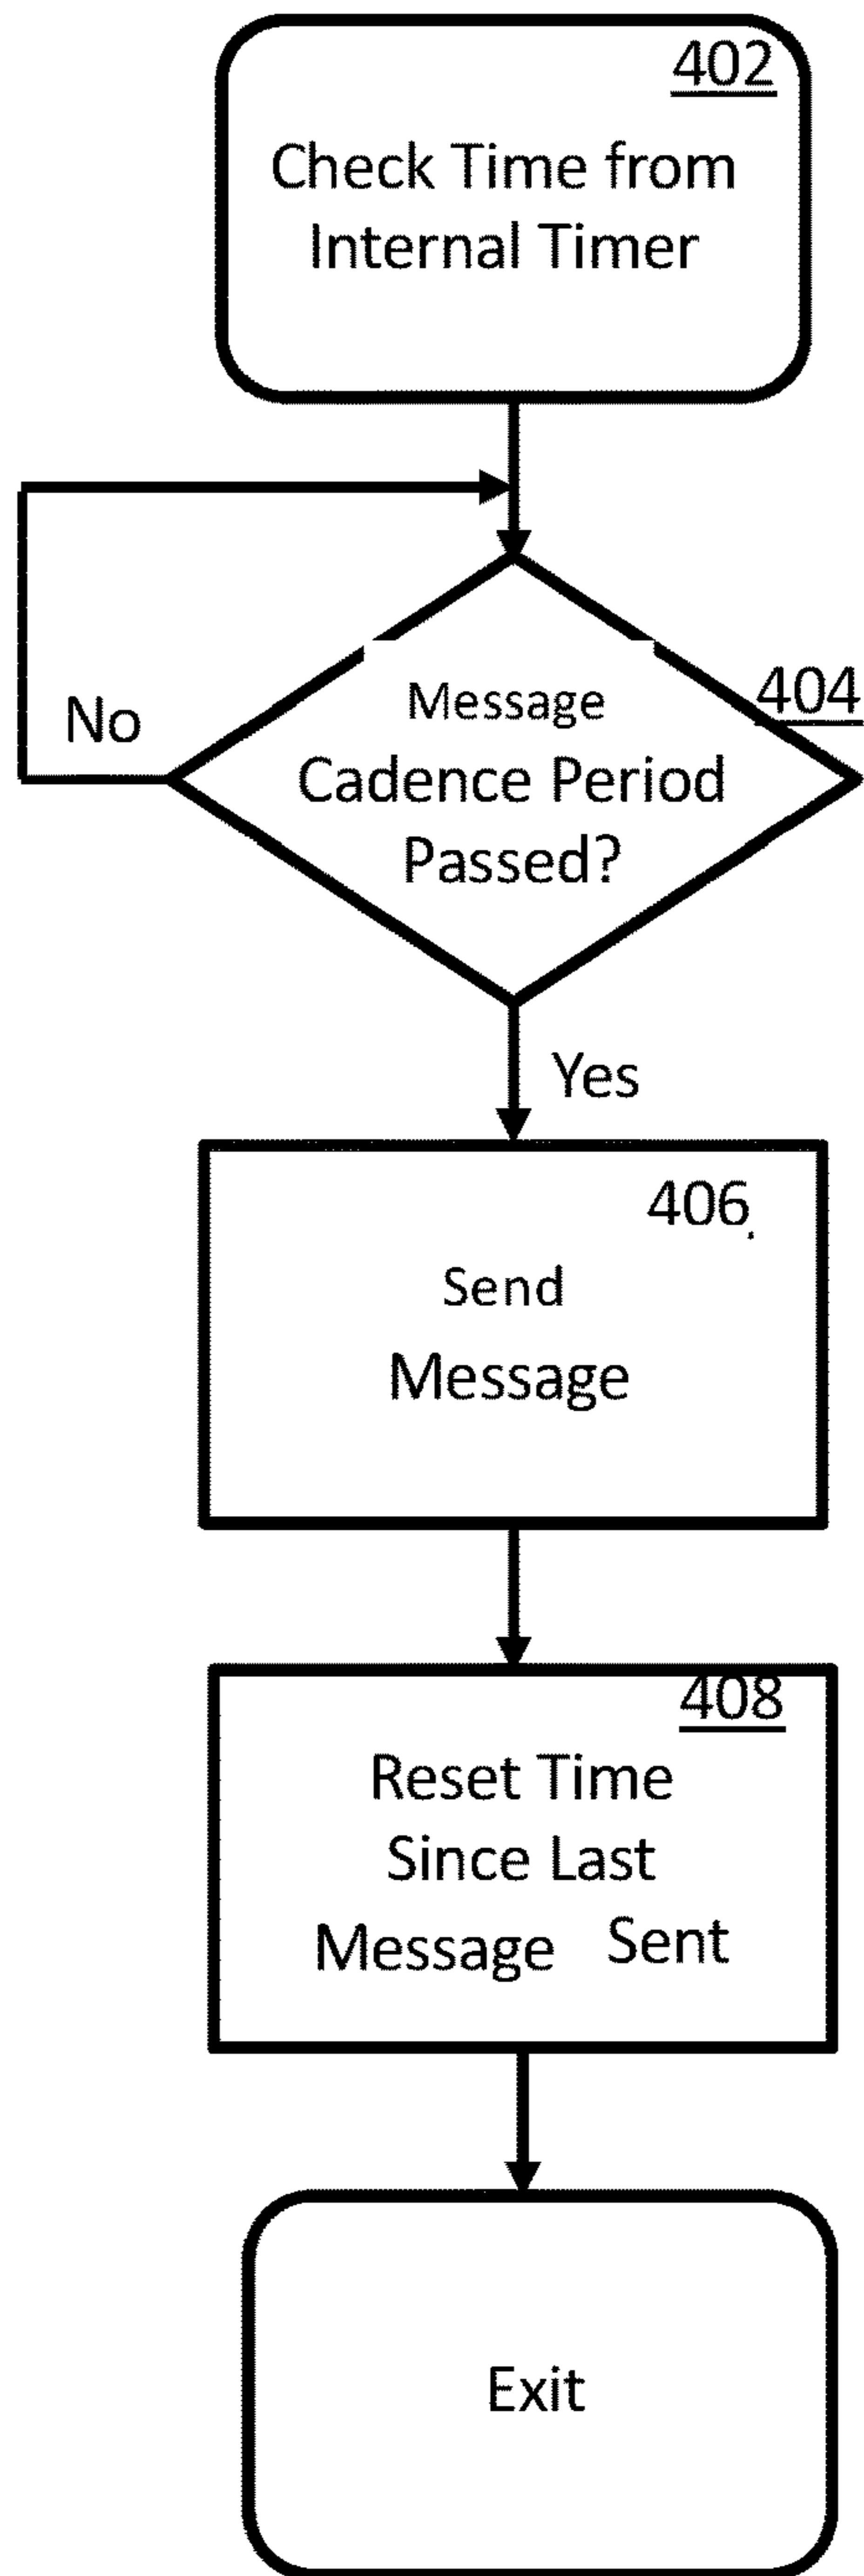 402
Check Time from
Internal Timer
No
Message
404
Cadence Period
Passed?
Yes
406
Send
Message
408
Reset Time
Since Last
Message Sent
Exit